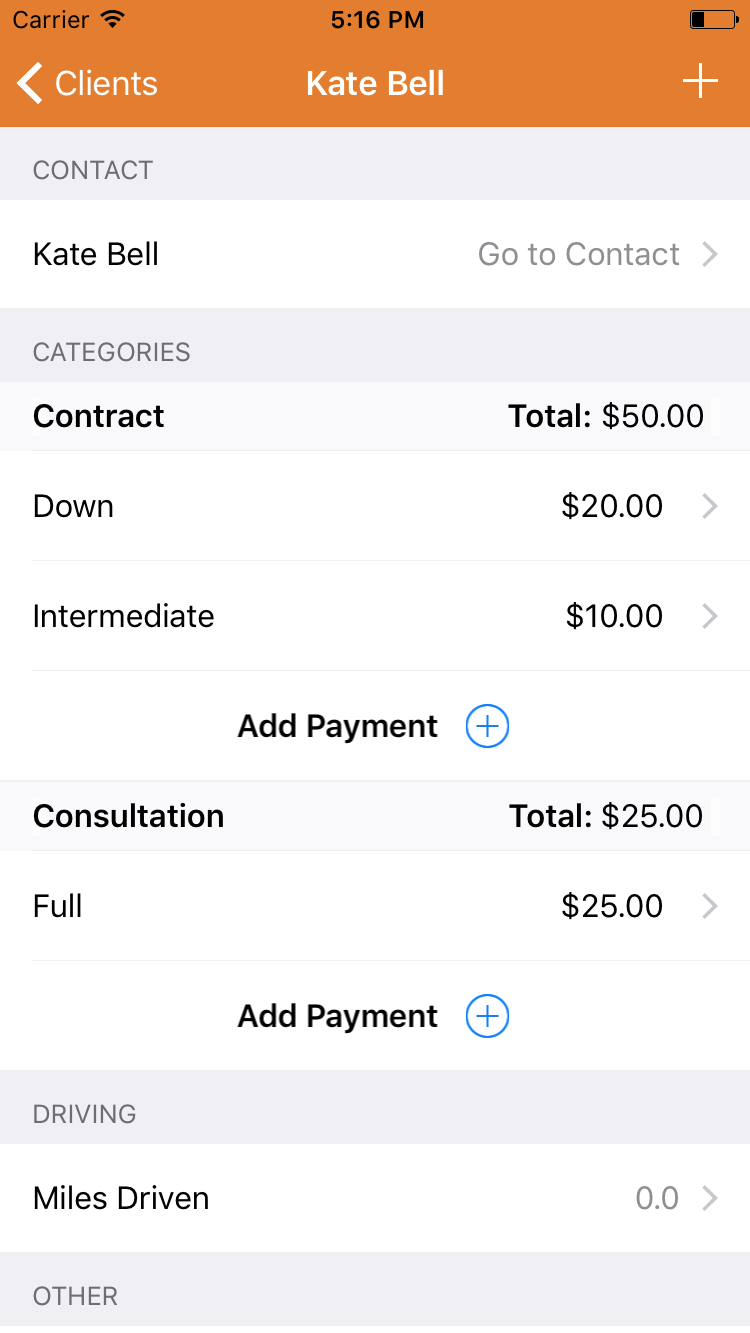 Carrier 5:16 PM
Clients Kate Bell
CONTACT
Kate Bell Go to Contact
CATEGORIES
Contract Total: $50.00
Down $20.00
Intermediate $10.00
Add Payment
Consultation Total: $25.00
Full $25.00
Add Payment
DRIVING
Miles Driven 0.0
OTHER